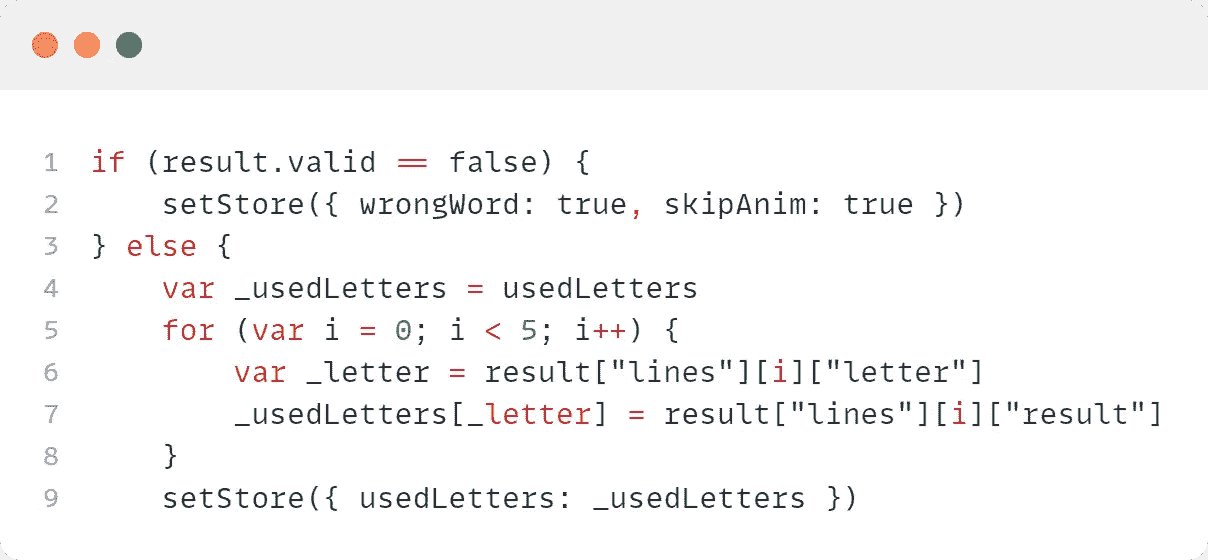 1 if (result.valid == false) {
2     setStore({ wrongWord: true, skipAnim: true })
3 } else {
4     var _usedLetters = usedLetters
5     for (var i = 0; i < 5; i++) {
6         var _letter = result["lines"][i]["letter"]
7         _usedLetters[_letter] = result["lines"][i]["result"]
8     }
9     setStore({ usedLetters: _usedLetters })